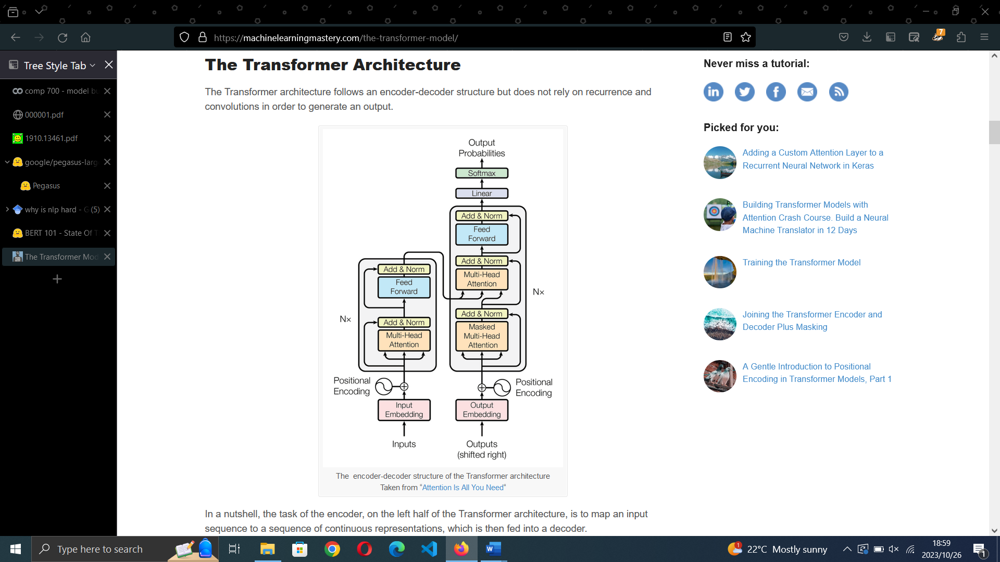 https://machinelearningmastery.com/the-transformer-model/
7
Tree Style Tab
comp 700 - model bu
000001.pdf
1910.13461.pdf
google/pegasus-larg
Pegasus
why is nlp hard - G (5)
BERT 101 - State Of T
The Transformer Mod
The Transformer Architecture
The Transformer architecture follows an encoder-decoder structure but does not rely on recurrence and
convolutions in order to generate an output.
Output
Probabilities
Softmax
Linear
Add & Norm
Feed
Forward
Add & Norm
Multi-Head
Attention
Add & Norm
Masked
Multi-Head
Attention
Nx
Positional
Encoding
Output
Embedding
Outputs
(shifted right)
Add & Norm
Feed
Forward
Add & Norm
Multi-Head
Attention
Nx
Positional
Encoding
Input
Embedding
Inputs
The encoder-decoder structure of the Transformer architecture
Taken from “Attention Is All You Need“
In a nutshell, the task of the encoder, on the left half of the Transformer architecture, is to map an input
sequence to a sequence of continuous representations, which is then fed into a decoder.
Never miss a tutorial:
in
f
Picked for you:
Adding a Custom Attention Layer to a
Recurrent Neural Network in Keras
Building Transformer Models with
Attention Crash Course. Build a Neural
Machine Translator in 12 Days
Training the Transformer Model
Joining the Transformer Encoder and
Decoder Plus Masking
A Gentle Introduction to Positional
Encoding in Transformer Models, Part 1
Type here to search
W
1
22°C Mostly sunny
18:59
2023/10/26
1